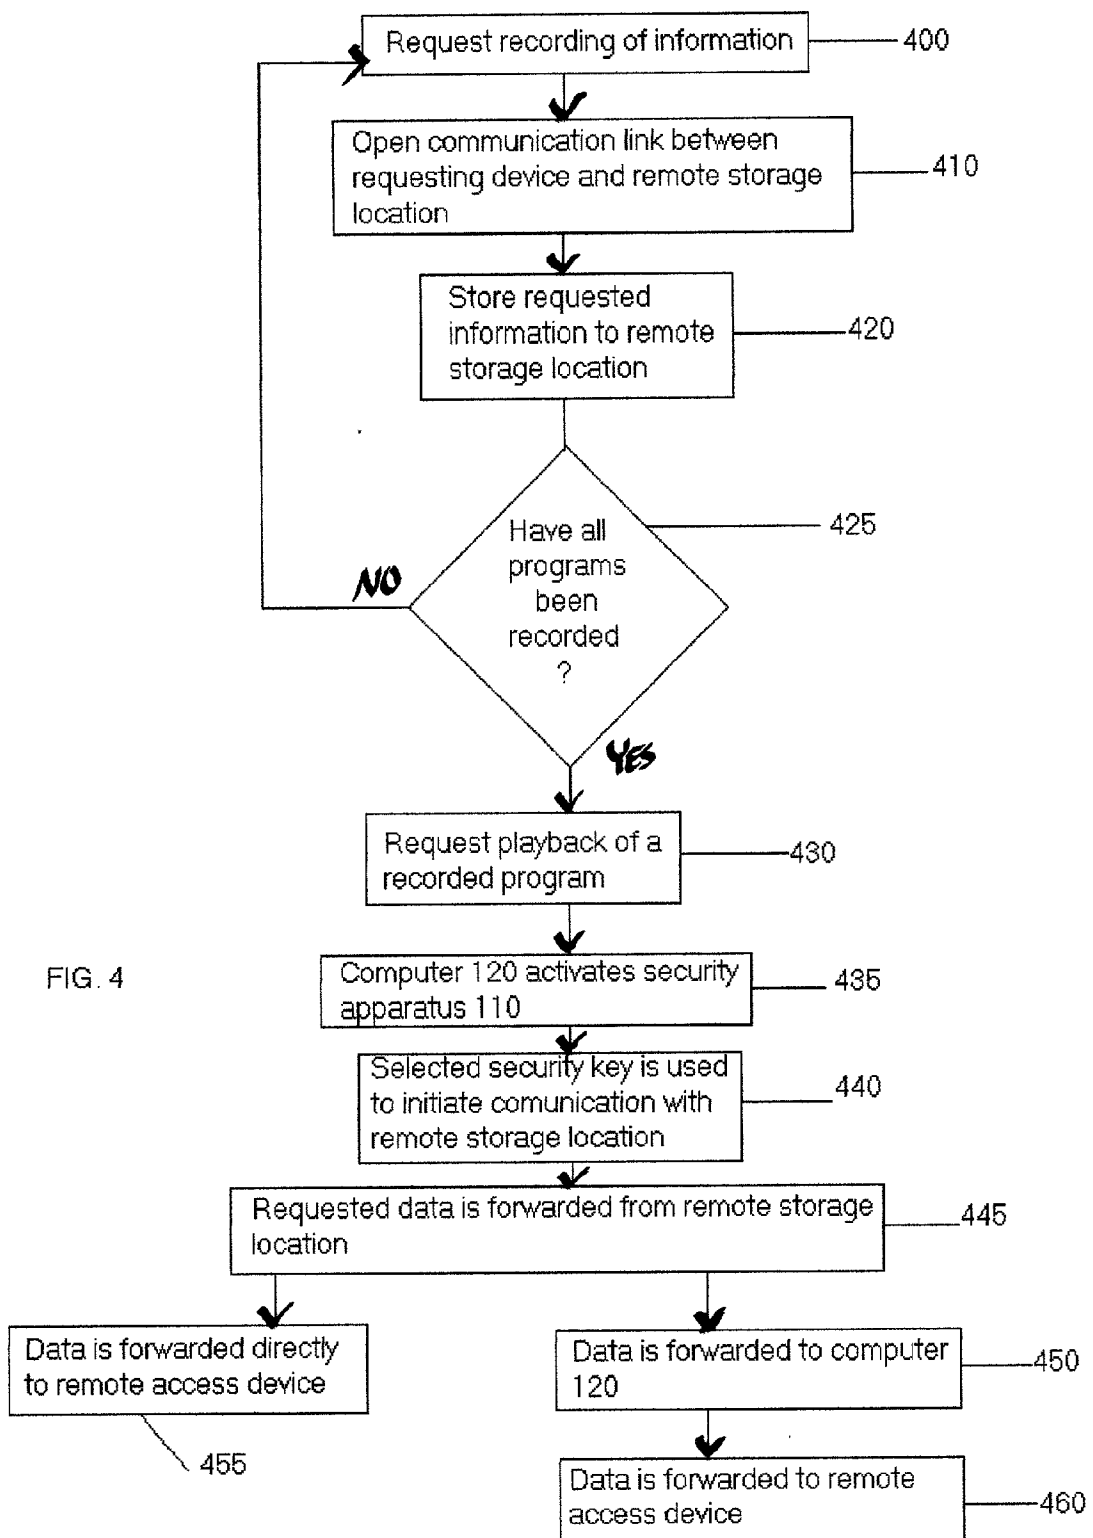 Request recording of information
400
Open communication link between
requesting device and remote storage
location
410
Store requested
information to remote
storage location
420
Have all
programs
been
recorded
?
425
NO
YES
Request playback of a
recorded program
430
FIG. 4
Computer 120 activates security
apparatus 110
435
Selected security key is used
to initiate comunication with
remote storage location
440
Requested data is forwarded from remote storage
location
445
Data is forwarded directly
to remote access device
455
Data is forwarded to computer
120
450
Data is forwarded to remote
access device
460